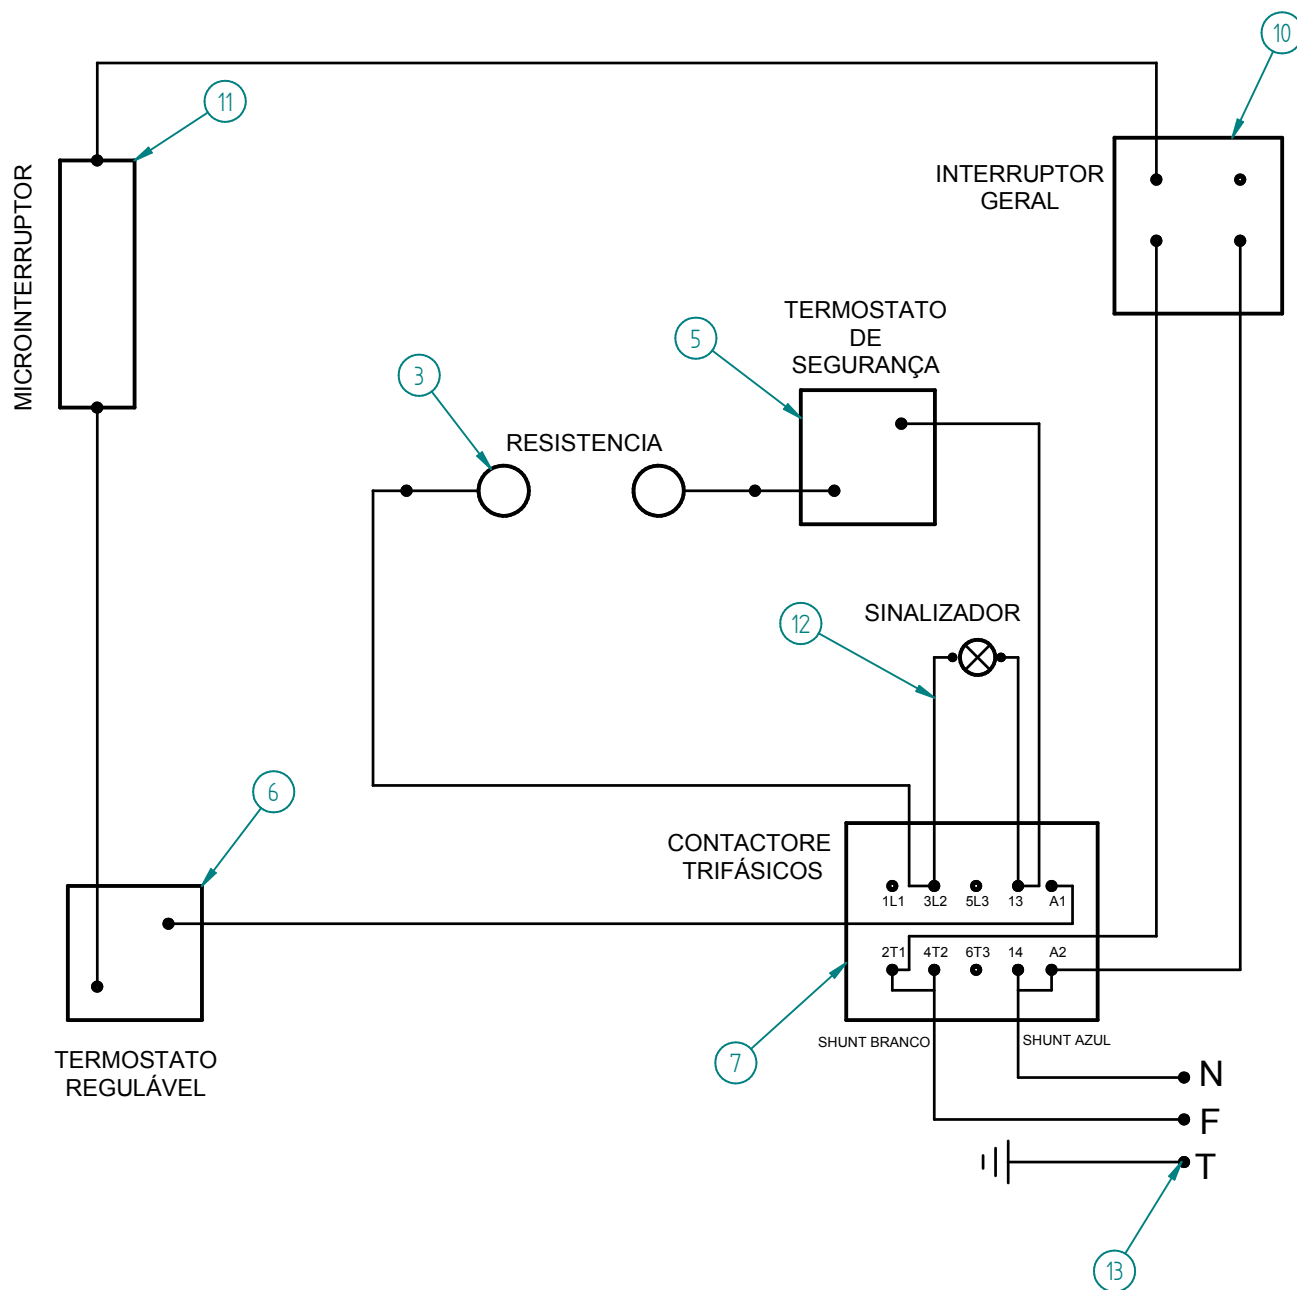 10
11
MICROINTERRUPTOR
INTERRUPTOR
GERAL
TERMOSTATO
DE
SEGURANÇA
5
3
RESISTENCIA
12
SINALIZADOR
6
CONTACTORE
TRIFÁSICOS
1L1 3L2 5L3 13 A1
2T1 4T2 6T3 14 A2
SHUNT BRANCO SHUNT AZUL
7
TERMOSTATO
REGULÁVEL
N
F
T
13